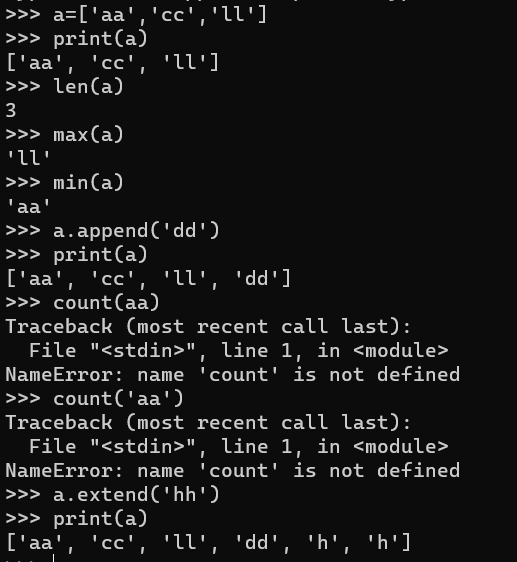 >>> a=['aa','cc','ll']
>>> print(a)
['aa', 'cc', 'll']
>>> len(a)
3
>>> max(a)
'll'
>>> min(a)
'aa'
>>> a.append('dd')
>>> print(a)
['aa', 'cc', 'll', 'dd']
>>> count(aa)
Traceback (most recent call last):
  File "<stdin>", line 1, in <module>
NameError: name 'count' is not defined
>>> count('aa')
Traceback (most recent call last):
  File "<stdin>", line 1, in <module>
NameError: name 'count' is not defined
>>> a.extend('hh')
>>> print(a)
['aa', 'cc', 'll', 'dd', 'h', 'h']
>>>